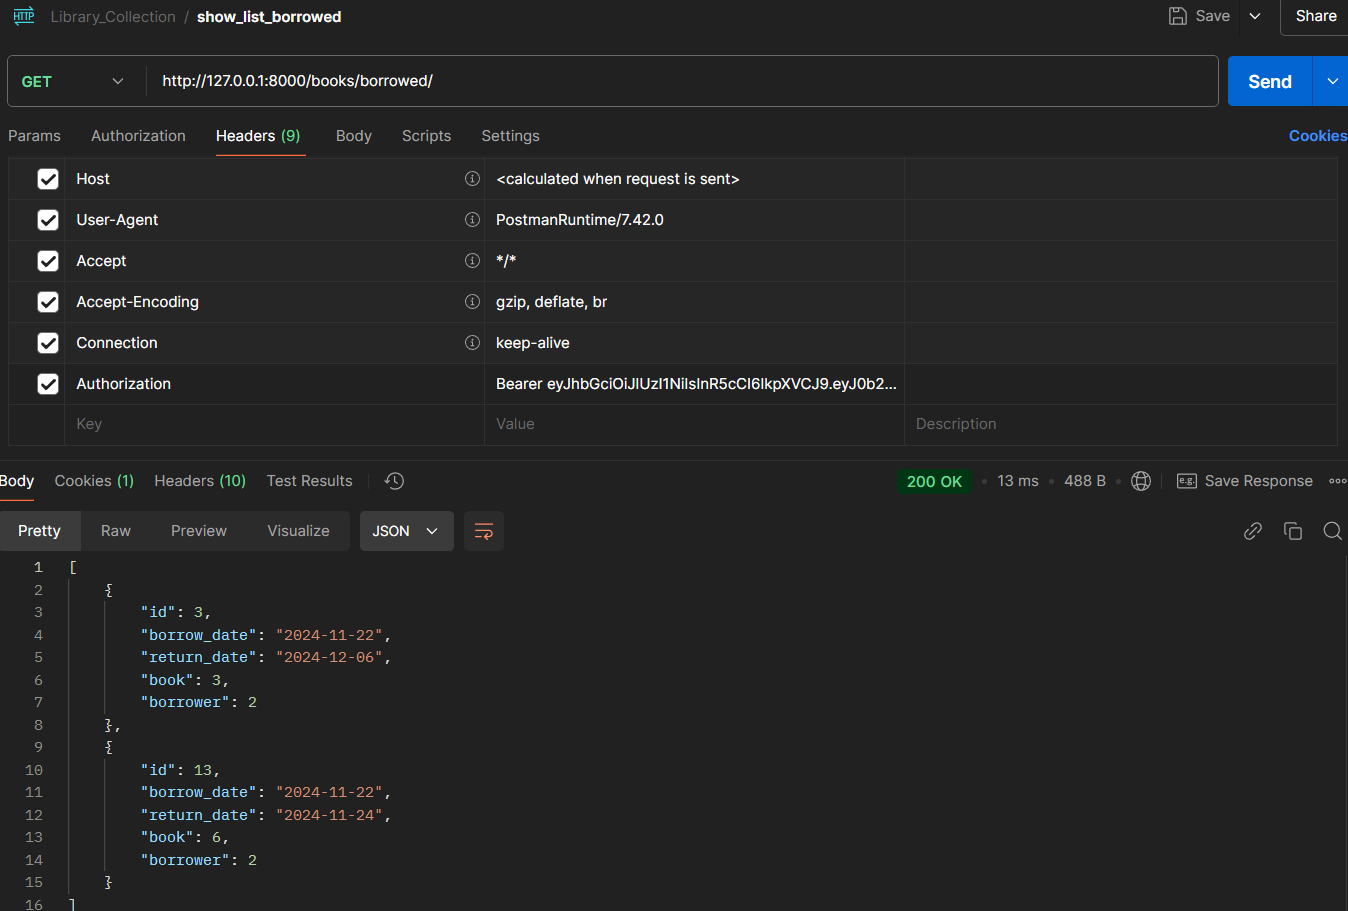 HTTP Library_Collection / show_list_borrowed Save Share
GET http://127.0.0.1:8000/books/borrowed/ Send
Params Authorization Headers (9) Body Scripts Settings Cookies
Host <calculated when request is sent>
User-Agent PostmanRuntime/7.42.0
Accept */*
Accept-Encoding gzip, deflate, br
Connection keep-alive
Authorization Bearer eyJhbGciOiJIUzI1NiIsInR5cCI6IkpXVCJ9.eyJ0b2...
Key Value Description
Body Cookies (1) Headers (10) Test Results 200 OK 13 ms 488 B e.g. Save Response
Pretty Raw Preview Visualize JSON
1 [
2 {
3 "id": 3,
4 "borrow_date": "2024-11-22",
5 "return_date": "2024-12-06",
6 "book": 3,
7 "borrower": 2
8 },
9 {
10 "id": 13,
11 "borrow_date": "2024-11-22",
12 "return_date": "2024-11-24",
13 "book": 6,
14 "borrower": 2
15 }
16 ]